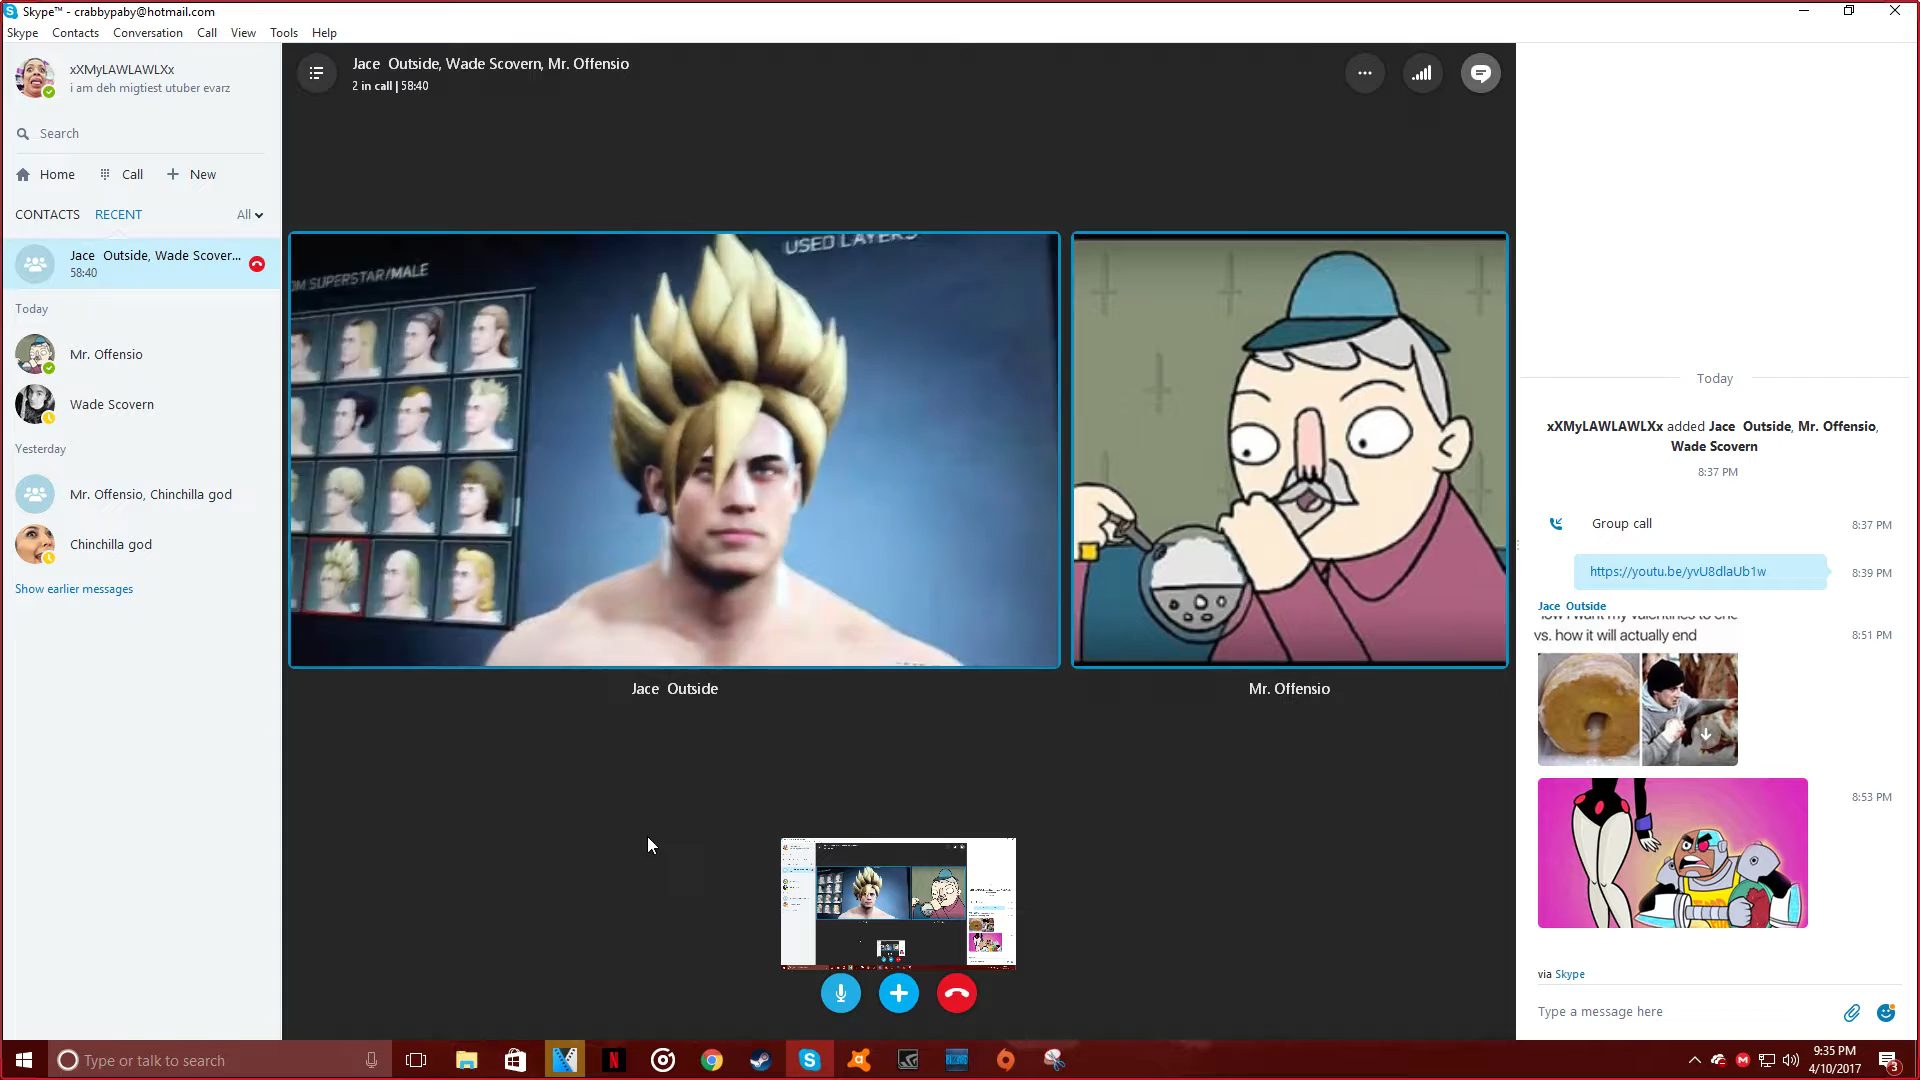 Skype™ - crabbypaby@hotmail.com
Skype Contacts Conversation Call View Tools Help
xXMyLAWLAWLXx
i am deh migtiest utuber evarz
Search
Home Call New
CONTACTS RECENT All
Jace Outside, Wade Scover...
58:40
Today
Mr. Offensio
Wade Scovern
Yesterday
Mr. Offensio, Chinchilla god
Chinchilla god
Show earlier messages
Jace Outside, Wade Scovern, Mr. Offensio
2 in call | 58:40
USED LAYERS
OM SUPERSTAR/MALE
Jace Outside
Mr. Offensio
Today
xXMyLAWLAWLXx added Jace Outside, Mr. Offensio,
Wade Scovern
8:37 PM
Group call 8:37 PM
https://youtu.be/yvU8dlaUb1w 8:39 PM
Jace Outside
vs. how it will actually end 8:51 PM
8:53 PM
via Skype
Type a message here
Type or talk to search
9:35 PM
4/10/2017
3